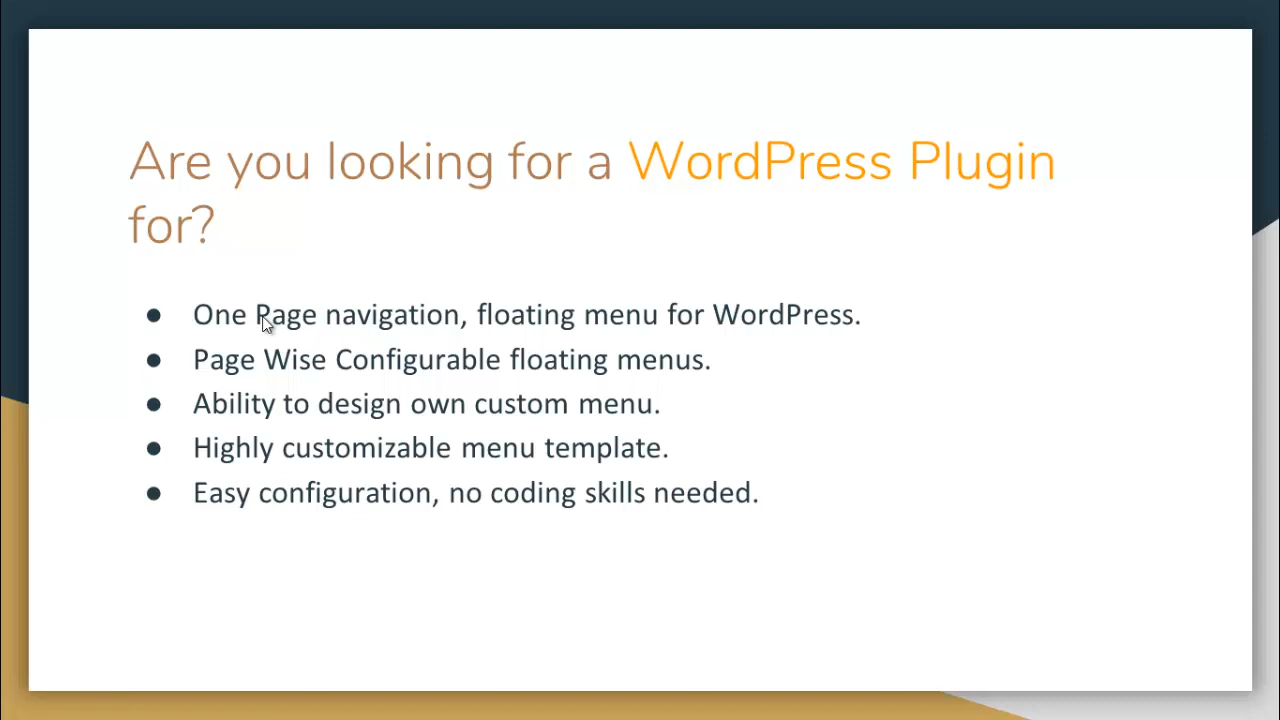 Are you looking for a WordPress Plugin
for?
● One Page navigation, floating menu for WordPress.
● Page Wise Configurable floating menus.
● Ability to design own custom menu.
● Highly customizable menu template.
● Easy configuration, no coding skills needed.